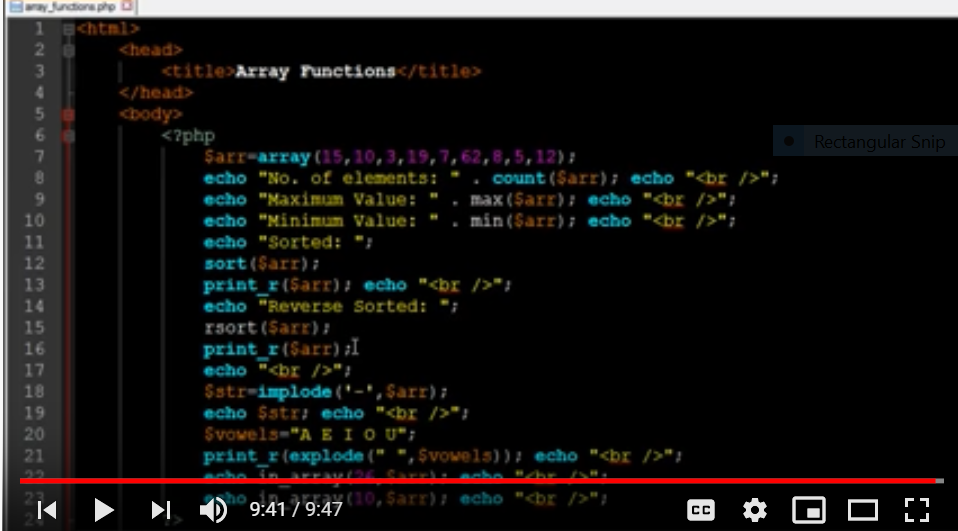 array_functions.php
1 <html>
2 <head>
3 <title>Array Functions</title>
4 </head>
5 <body>
6 <?php
Rectangular Snip
7 $arr=array(15,10,3,19,7,62,8,5,12);
8 echo "No. of elements: " . count($arr); echo "<br />";
9 echo "Maximum Value: " . max($arr); echo "<br />";
10 echo "Minimum Value: " . min($arr); echo "<br />";
11 echo "Sorted: ";
12 sort($arr);
13 print_r($arr); echo "<br />";
14 echo "Reverse Sorted: ";
15 rsort($arr);
16 print_r($arr);
17 echo "<br />";
18 $str=implode('-',$arr);
19 echo $str; echo "<br />";
20 $vowels="A E I O U";
21 print_r(explode(" ",$vowels)); echo "<br />";
22 echo in_array(26,$arr); echo "<br />";
23 echo in_array(10,$arr); echo "<br />";
24 ?>
9:41 / 9:47
CC